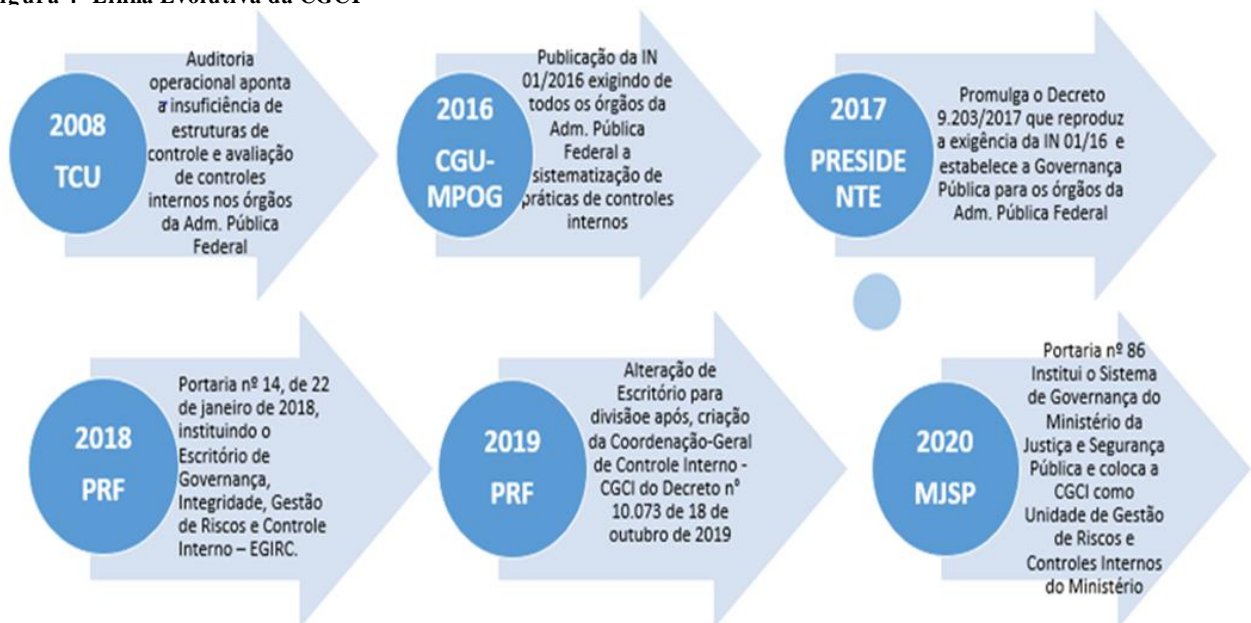 2008
TCU
Auditoria
operacional aponta
a insuficiência de
estruturas de
controle e avaliação
de controles
internos nos órgãos
da Adm. Pública
Federal
2016
CGU-
MPOG
Publicação da IN
01/2016 exigindo de
todos os órgãos da
Adm. Pública
Federal a
sistematização de
práticas de controles
internos
2017
PRESIDE
NTE
Promulga o Decreto
9.203/2017 que reproduz
a exigência da IN 01/16 e
estabelece a Governança
Pública para os órgãos da
Adm. Pública Federal
2018
PRF
Portaria nº 14, de 22
de janeiro de 2018,
instituindo o
Escritório de
Governança,
Integridade, Gestão
de Riscos e Controle
Interno – EGIRC.
2019
PRF
Alteração de
Escritório para
divisãoe após, criação
da Coordenação-Geral
de Controle Interno -
CGCI do Decreto n°
10.073 de 18 de
outubro de 2019
2020
MJSP
Portaria nº 86
Institui o Sistema
de Governança do
Ministério da
Justiça e Segurança
Pública e coloca a
CGCI como
Unidade de Gestão
de Riscos e
Controles Internos
do Ministério